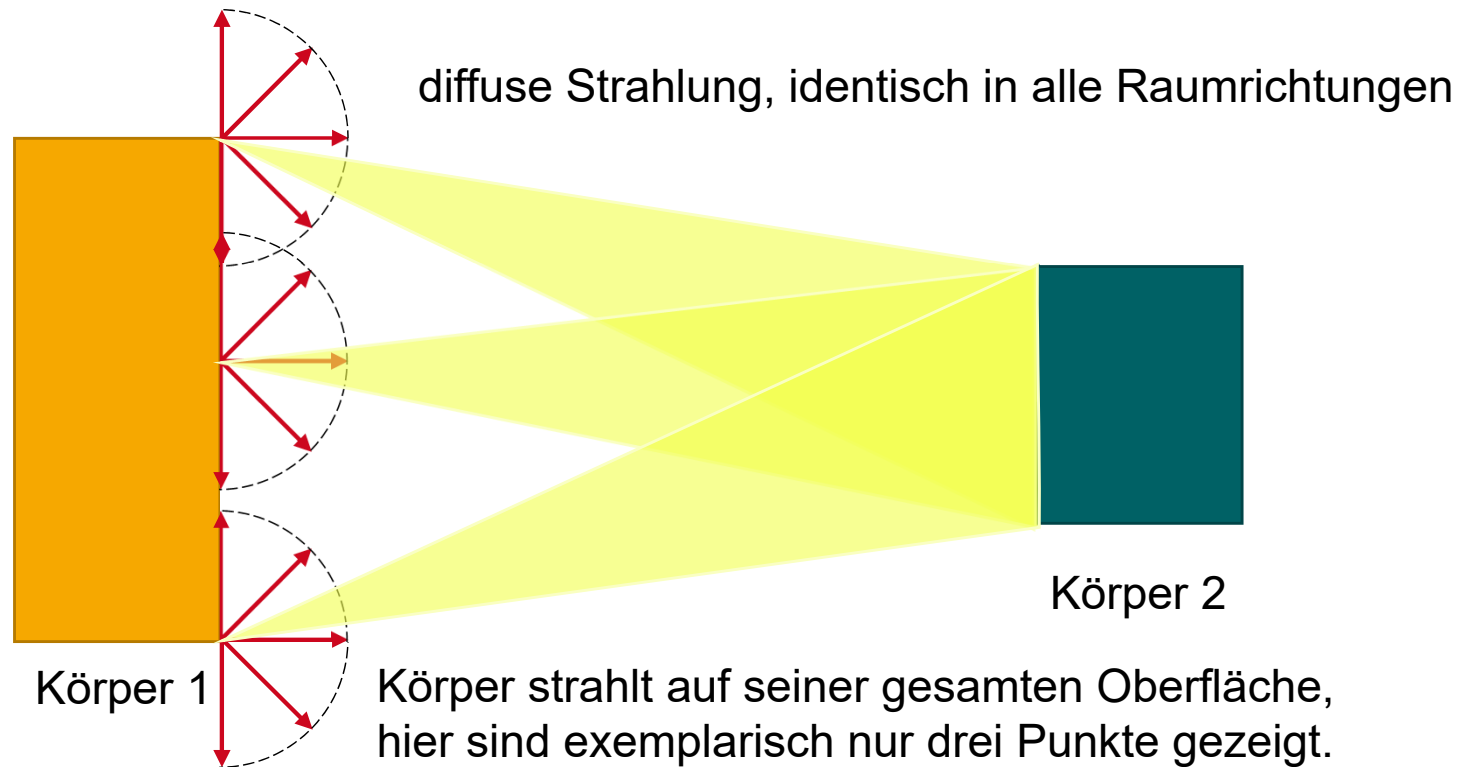 diffuse Strahlung, identisch in alle Raumrichtungen
Körper 2
Körper 1
Körper strahlt auf seiner gesamten Oberfläche,
hier sind exemplarisch nur drei Punkte gezeigt.